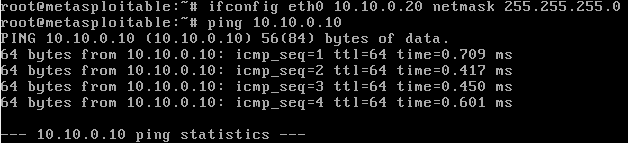 root@metasploitable:~# ifconfig eth0 10.10.0.20 netmask 255.255.255.0
root@metasploitable:~# ping 10.10.0.10
PING 10.10.0.10 (10.10.0.10) 56(84) bytes of data.
64 bytes from 10.10.0.10: icmp_seq=1 ttl=64 time=0.709 ms
64 bytes from 10.10.0.10: icmp_seq=2 ttl=64 time=0.417 ms
64 bytes from 10.10.0.10: icmp_seq=3 ttl=64 time=0.450 ms
64 bytes from 10.10.0.10: icmp_seq=4 ttl=64 time=0.601 ms
--- 10.10.0.10 ping statistics ---